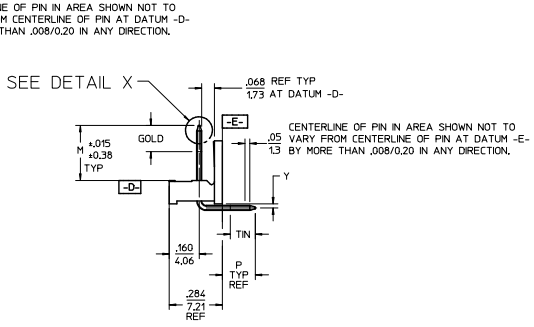 NE OF PIN IN AREA SHOWN NOT TO
M CENTERLINE OF PIN AT DATUM -D-
THAN .008/0.20 IN ANY DIRECTION.
SEE DETAIL X
.068 REF TYP
1.73 AT DATUM -D-
-E-
CENTERLINE OF PIN IN AREA SHOWN NOT TO
.05 VARY FROM CENTERLINE OF PIN AT DATUM -E-
1.3 BY MORE THAN .008/0.20 IN ANY DIRECTION.
GOLD
±.015
M ±0.38
TYP
-D-
Y
TIN
.160
4.06
P
TYP
REF
.284
7.21
REF